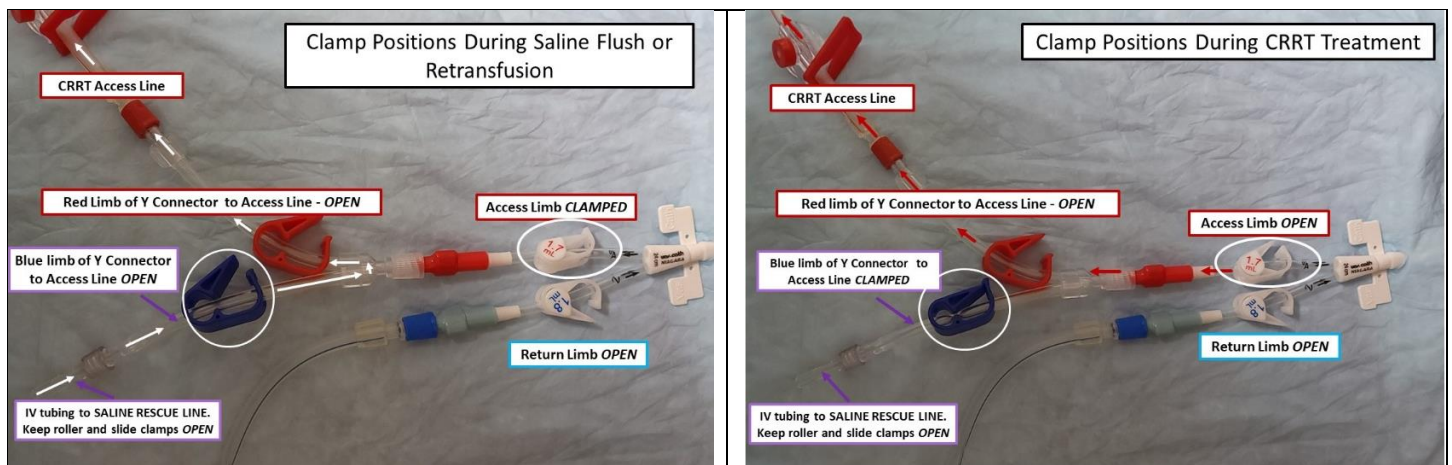 Clamp Positions During Saline Flush or
Retransfusion
CRRT Access Line
Red Limb of Y Connector to Access Line - OPEN
Access Limb CLAMPED
1.7
mL
Blue limb of Y Connector
to Access Line OPEN
1.8
mL
Return Limb OPEN
IV tubing to SALINE RESCUE LINE.
Keep roller and slide clamps OPEN
Clamp Positions During CRRT Treatment
CRRT Access Line
Red limb of Y Connector to Access Line - OPEN
Access Limb OPEN
1.7
mL
Blue limb of Y Connector to
Access Line CLAMPED
1.8
mL
Return Limb OPEN
IV tubing to SALINE RESCUE LINE.
Keep roller and slide clamps OPEN